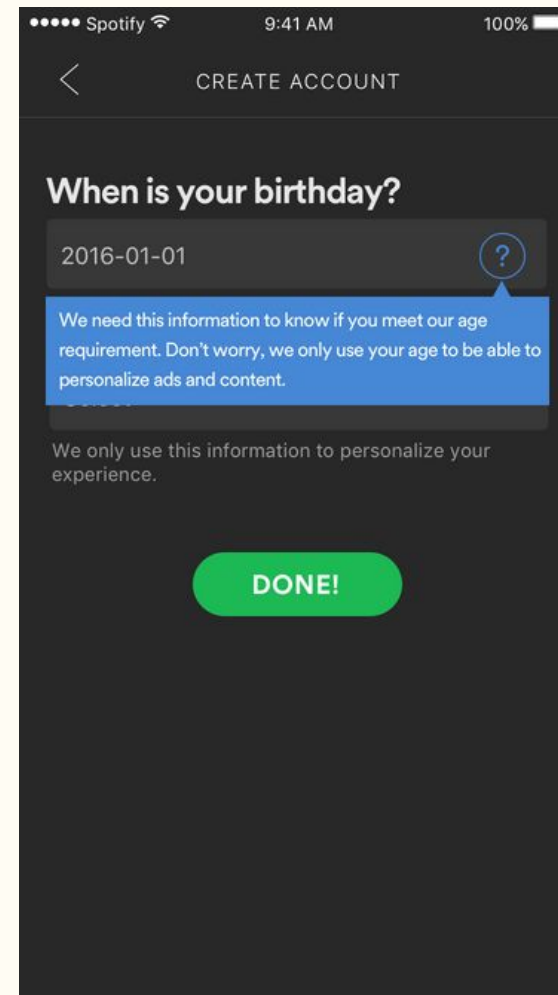 Spotify 9:41 AM 100%
CREATE ACCOUNT
When is your birthday?
2016-01-01 ?
We need this information to know if you meet our age
requirement. Don't worry, we only use your age to be able to
personalize ads and content.
We only use this information to personalize your
experience.
DONE!